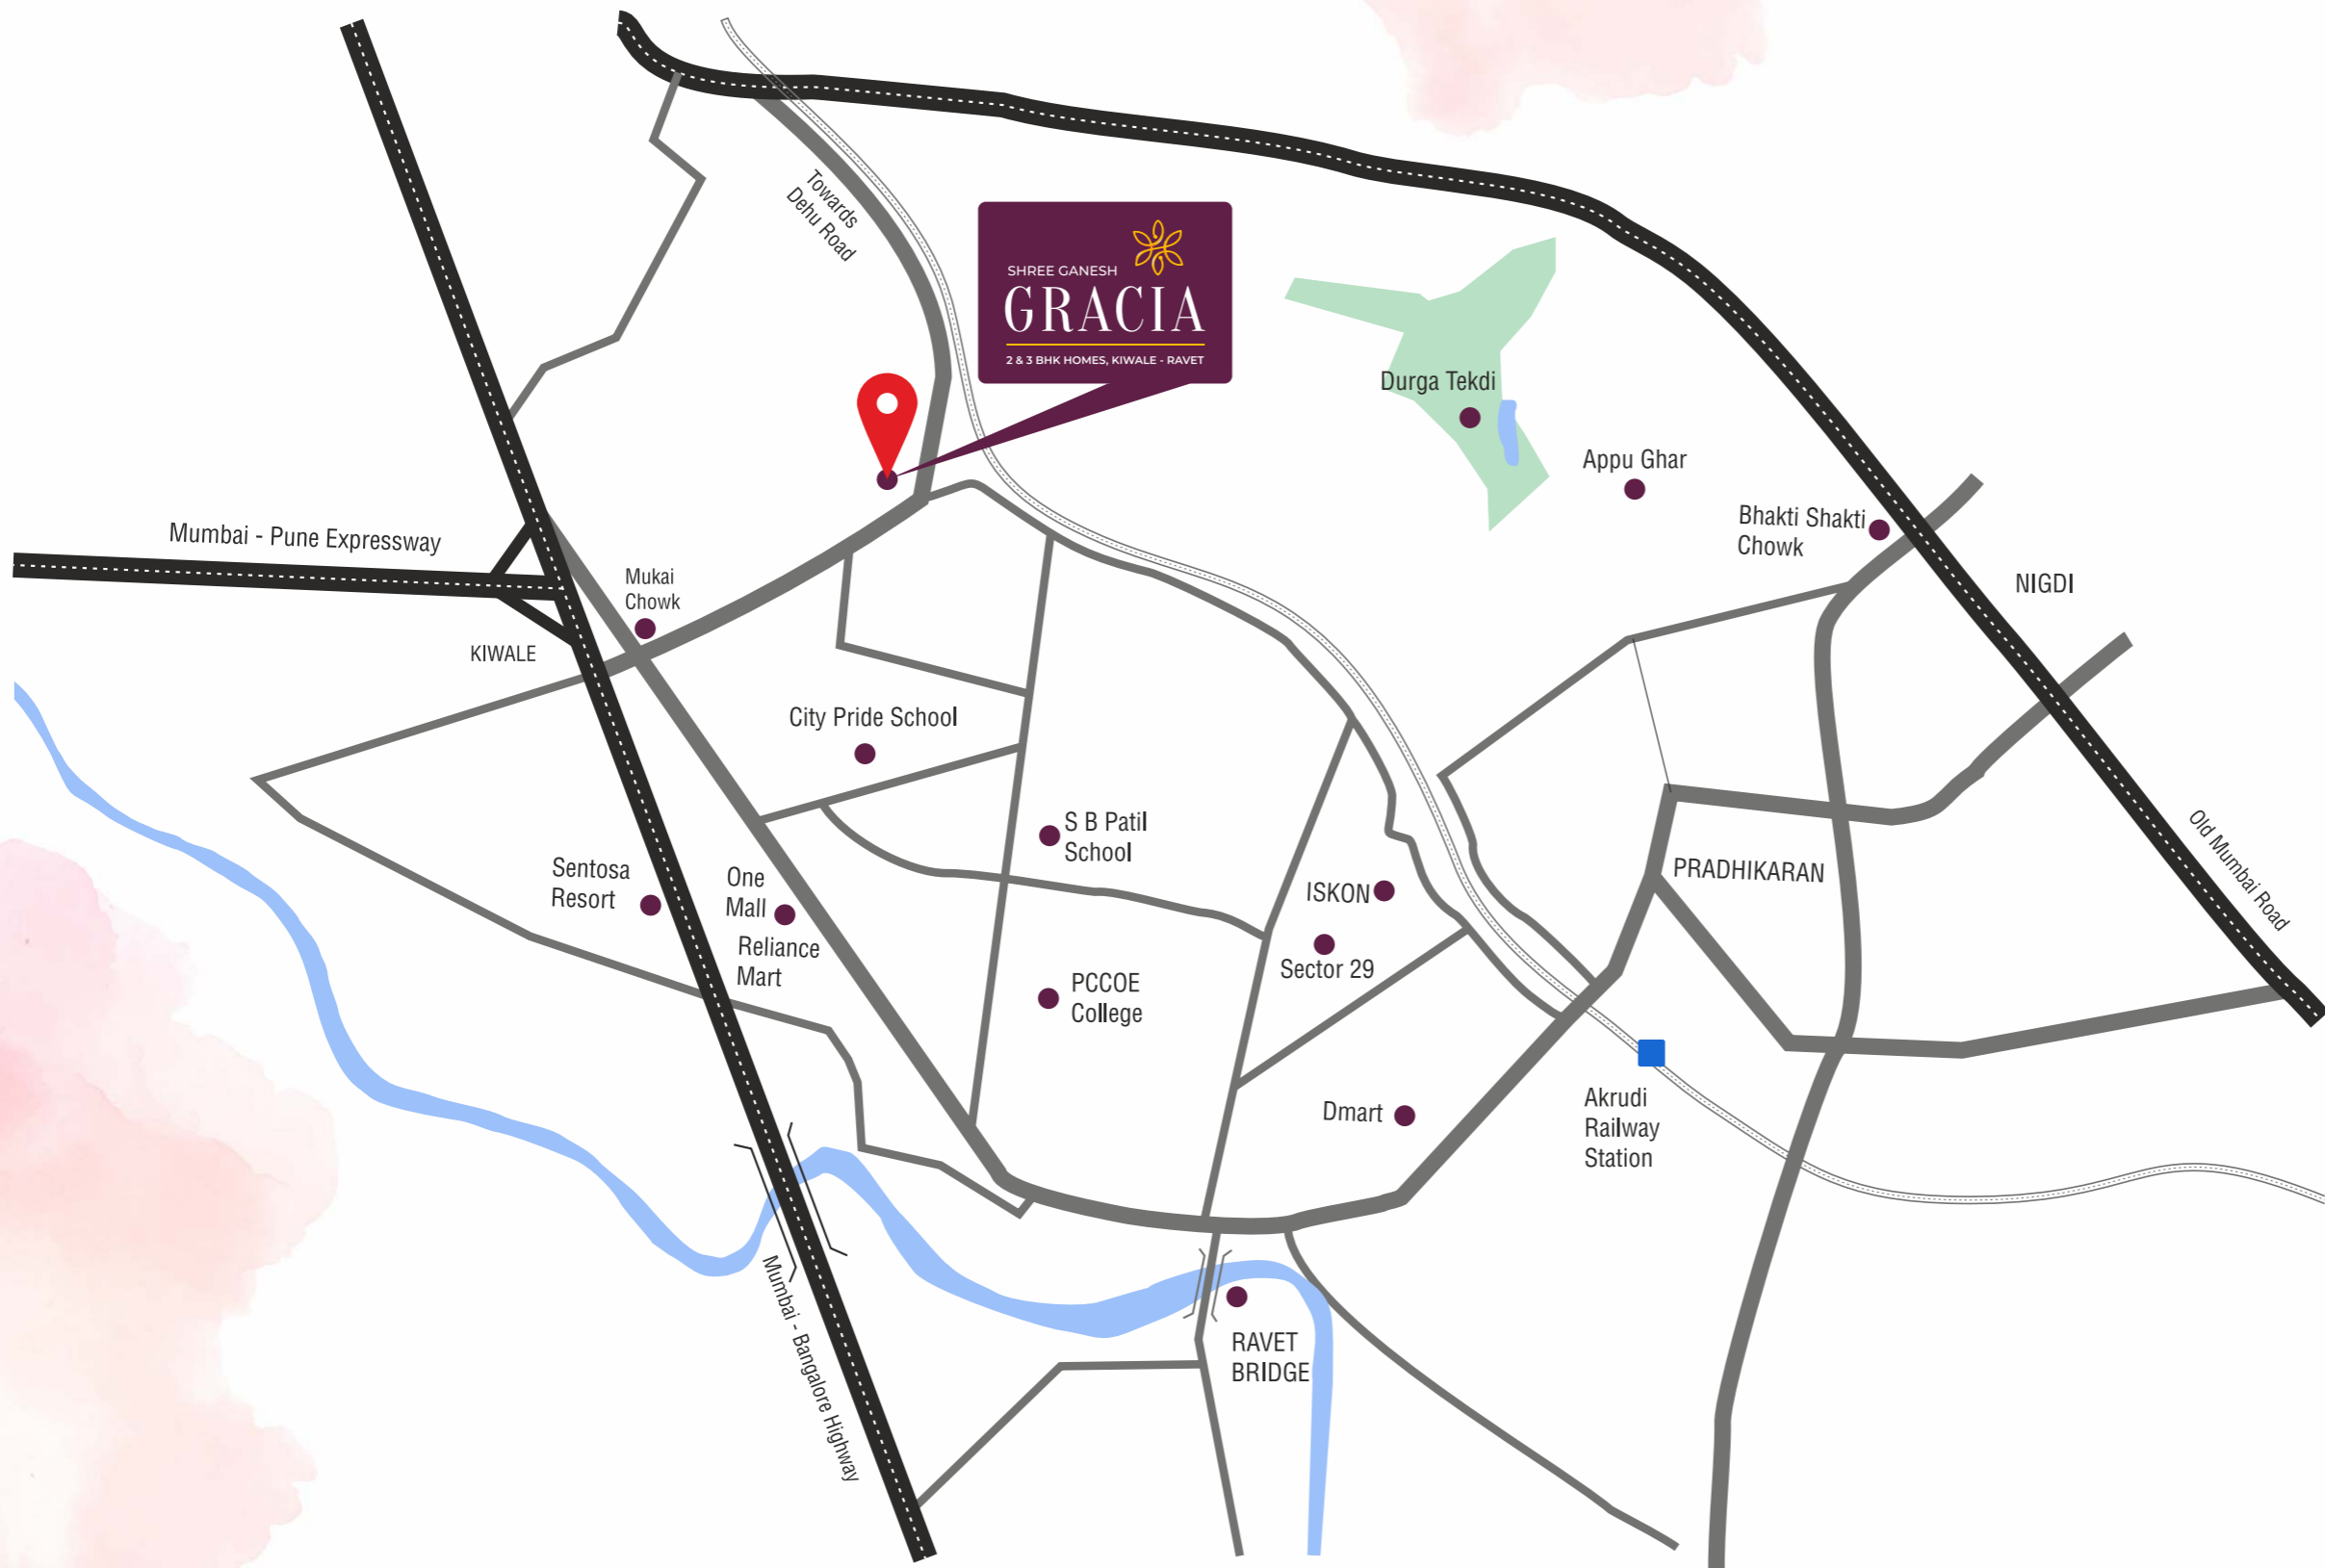 Towards
Dehu Road
SHREE GANESH
GRACIA
2 & 3 BHK HOMES, KIWALE - RAVET
Durga Tekdi
Appu Ghar
Bhakti Shakti
Chowk
NIGDI
Mumbai - Pune Expressway
Mukai
Chowk
KIWALE
City Pride School
S B Patil
School
Sentosa
Resort
One
Mall
Reliance
Mart
ISKON
Sector 29
PRADHIKARAN
Old Mumbai Road
PCCOE
College
Dmart
Akrudi
Railway
Station
Mumbai - Bangalore Highway
RAVET
BRIDGE